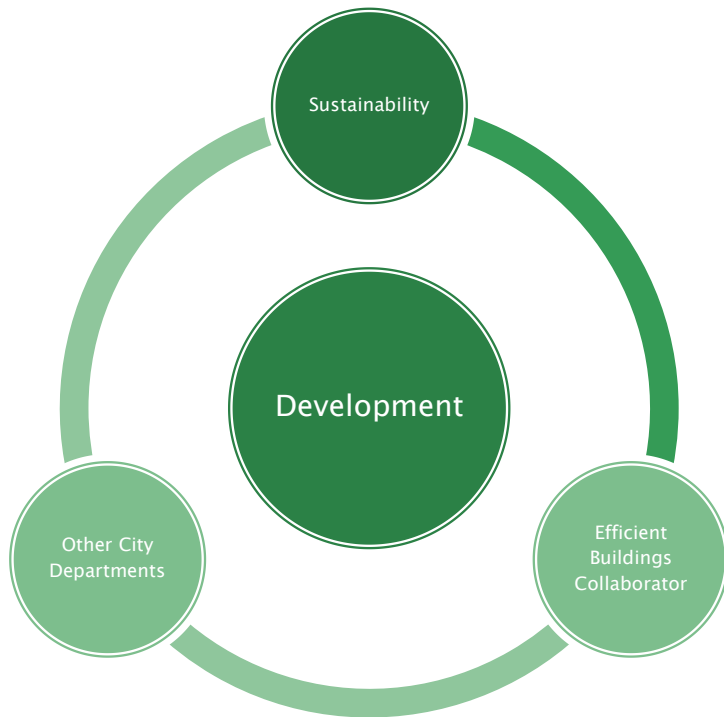 Sustainability
Development
Other City
Departments
Efficient
Buildings
Collaborator